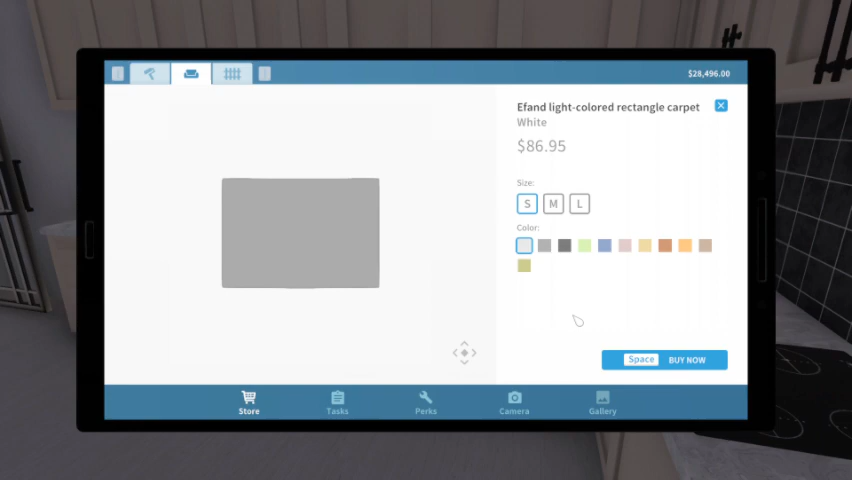 $28,496.00
Efand light-colored rectangle carpet
White
$86.95
Size:
S M L
Color:
Space BUY NOW
Store Tasks Perks Camera Gallery